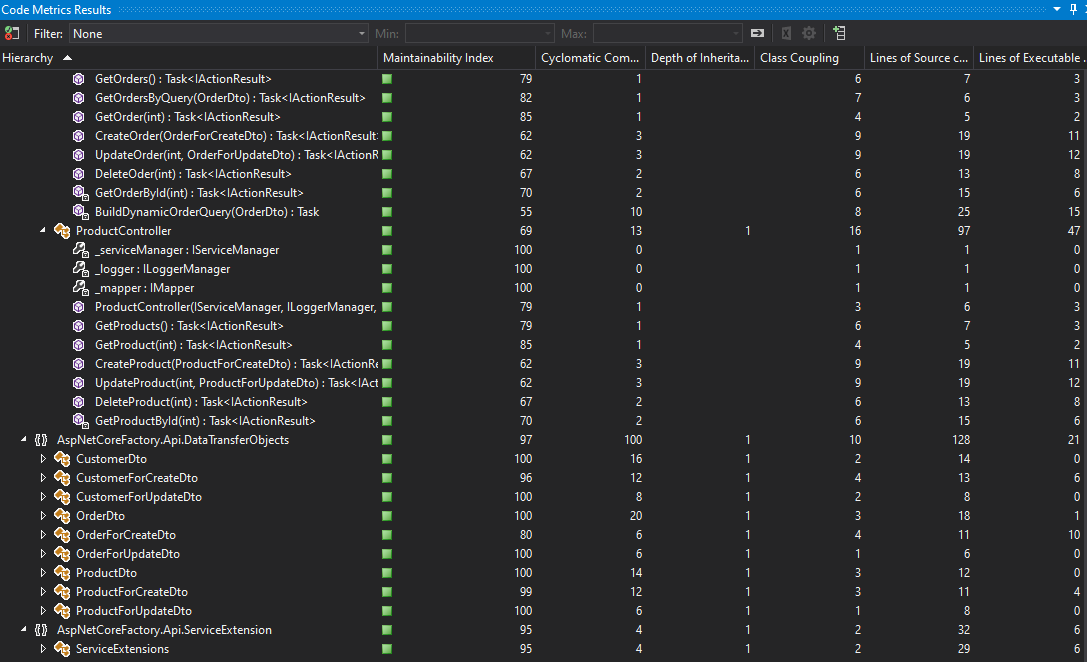 Code Metrics Results
Filter: None Min: Max:
Hierarchy Maintainability Index Cyclomatic Com... Depth of Inherita... Class Coupling Lines of Source c... Lines of Executable .
GetOrders() : Task<IActionResult> 79 1 6 7 3
GetOrdersByQuery(OrderDto) : Task<IActionResult> 82 1 7 6 3
GetOrder(int) : Task<IActionResult> 85 1 4 5 2
CreateOrder(OrderForCreateDto) : Task<IActionResult> 62 3 9 19 11
UpdateOrder(int, OrderForUpdateDto) : Task<IActionR 62 3 9 19 12
DeleteOder(int) : Task<IActionResult> 67 2 6 13 8
GetOrderById(int) : Task<IActionResult> 70 2 6 15 6
BuildDynamicOrderQuery(OrderDto) : Task 55 10 8 25 15
ProductController 69 13 1 16 97 47
_serviceManager : IServiceManager 100 0 1 1 0
_logger : ILoggerManager 100 0 1 1 0
_mapper : IMapper 100 0 1 1 0
ProductController(IServiceManager, ILoggerManager, 79 1 3 6 3
GetProducts() : Task<IActionResult> 79 1 6 7 3
GetProduct(int) : Task<IActionResult> 85 1 4 5 2
CreateProduct(ProductForCreateDto) : Task<IActionRe 62 3 9 19 11
UpdateProduct(int, ProductForUpdateDto) : Task<IAct 62 3 9 19 12
DeleteProduct(int) : Task<IActionResult> 67 2 6 13 8
GetProductById(int) : Task<IActionResult> 70 2 6 15 6
AspNetCoreFactory.Api.DataTransferObjects 97 100 1 10 128 21
CustomerDto 100 16 1 2 14 0
CustomerForCreateDto 96 12 1 4 13 6
CustomerForUpdateDto 100 8 1 2 8 0
OrderDto 100 20 1 3 18 1
OrderForCreateDto 80 6 1 4 11 10
OrderForUpdateDto 100 6 1 1 6 0
ProductDto 100 14 1 3 12 0
ProductForCreateDto 99 12 1 3 11 4
ProductForUpdateDto 100 6 1 1 8 0
AspNetCoreFactory.Api.ServiceExtension 95 4 1 2 32 6
ServiceExtensions 95 4 1 2 29 6